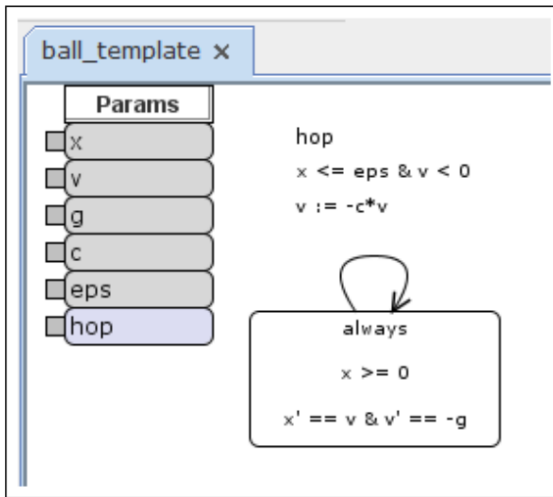 ball_template ×
Params
x
v
g
c
eps
hop
hop
x <= eps & v < 0
v := -c*v
always
x >= 0
x' == v & v' == -g